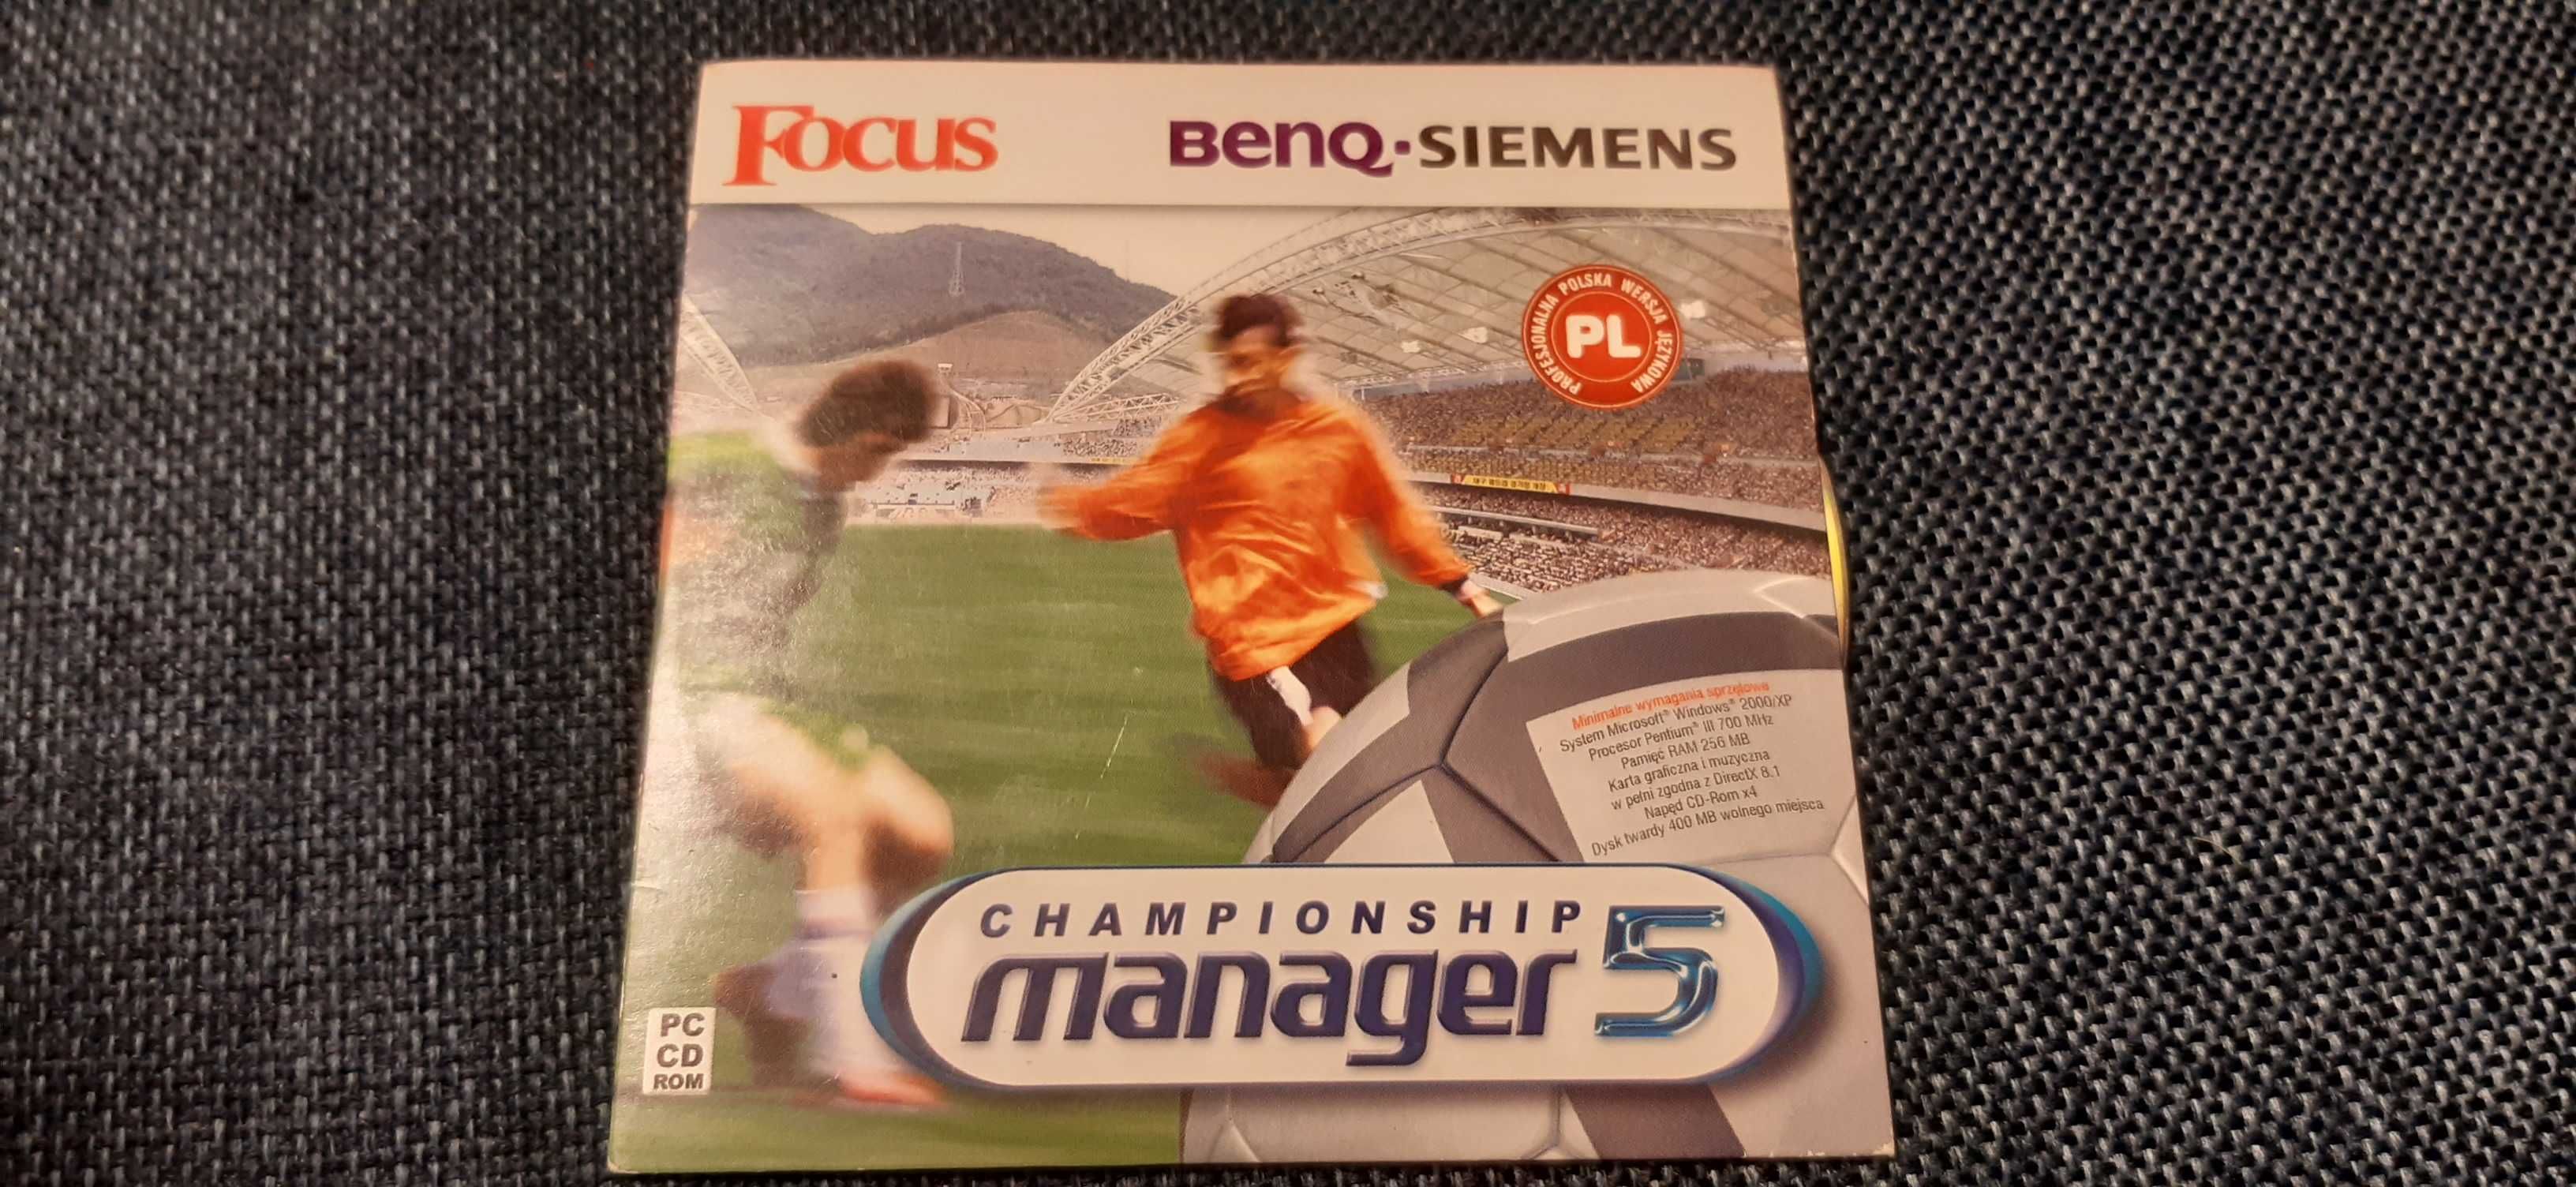 Focus
BenQ·SIEMENS
PROFESJONALNA POLSKA WERSJA JĘZYKOWA
PL
Minimalne wymagania sprzętowe
System Microsoft® Windows® 2000/XP
Procesor Pentium® III 700 MHz
Pamięć RAM 256 MB
Karta graficzna i muzyczna
w pełni zgodna z DirectX 8.1
Napęd CD-Rom x4
Dysk twardy 400 MB wolnego miejsca
CHAMPIONSHIP
manager 5
PC
CD
ROM